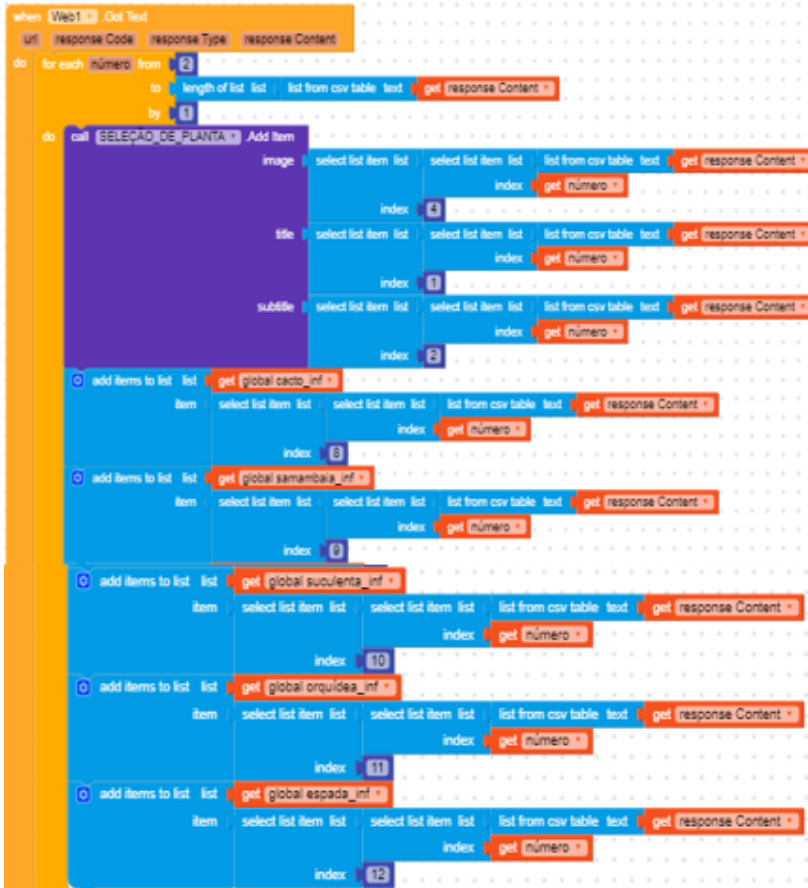 when Web1 .Got Text
url response Code response Type response Content
do for each número from 2
to length of list list list from csv table text get response Content
by 1
do call SELEÇÃO_DE_PLANTA .Add Item
image select list item list select list item list list from csv table text get response Content
index get número
index 4
title select list item list select list item list list from csv table text get response Content
index get número
index 1
subtitle select list item list select list item list list from csv table text get response Content
index get número
index 2
add items to list list get global cacto_inf
item select list item list select list item list list from csv table text get response Content
index get número
index 8
add items to list list get global samambaia_inf
item select list item list select list item list list from csv table text get response Content
index get número
index 9
add items to list list get global suculenta_inf
item select list item list select list item list list from csv table text get response Content
index get número
index 10
add items to list list get global orquídea_inf
item select list item list select list item list list from csv table text get response Content
index get número
index 11
add items to list list get global espada_inf
item select list item list select list item list list from csv table text get response Content
index get número
index 12